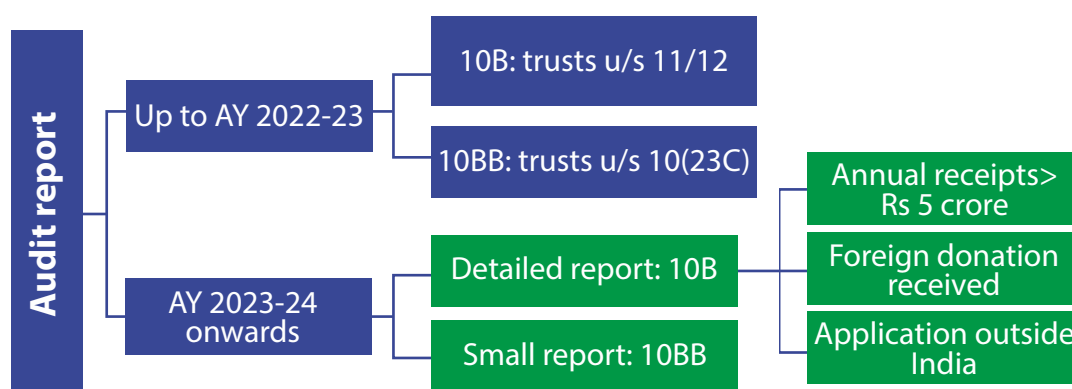 Audit report
Up to AY 2022-23
10B: trusts u/s 11/12
10BB: trusts u/s 10(23C)
AY 2023-24
onwards
Detailed report: 10B
Small report: 10BB
Annual receipts>
Rs 5 crore
Foreign donation
received
Application outside
India